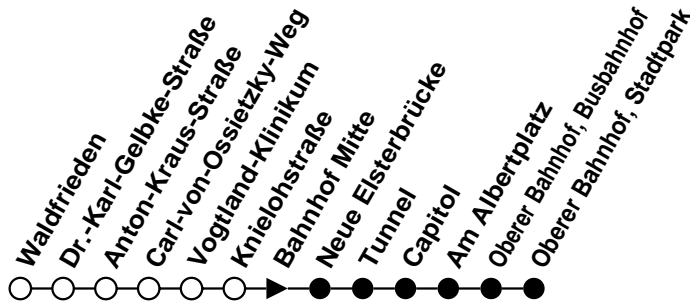 Waldfrieden
Dr.-Karl-Gelbke-Straße
Anton-Kraus-Straße
Carl-von-Ossietzky-Weg
Vogtland-Klinikum
Knielohstraße
Bahnhof Mitte
Neue Elsterbrücke
Tunnel
Capitol
Am Albertplatz
Oberer Bahnhof, Busbahnhof
Oberer Bahnhof, Stadtpark